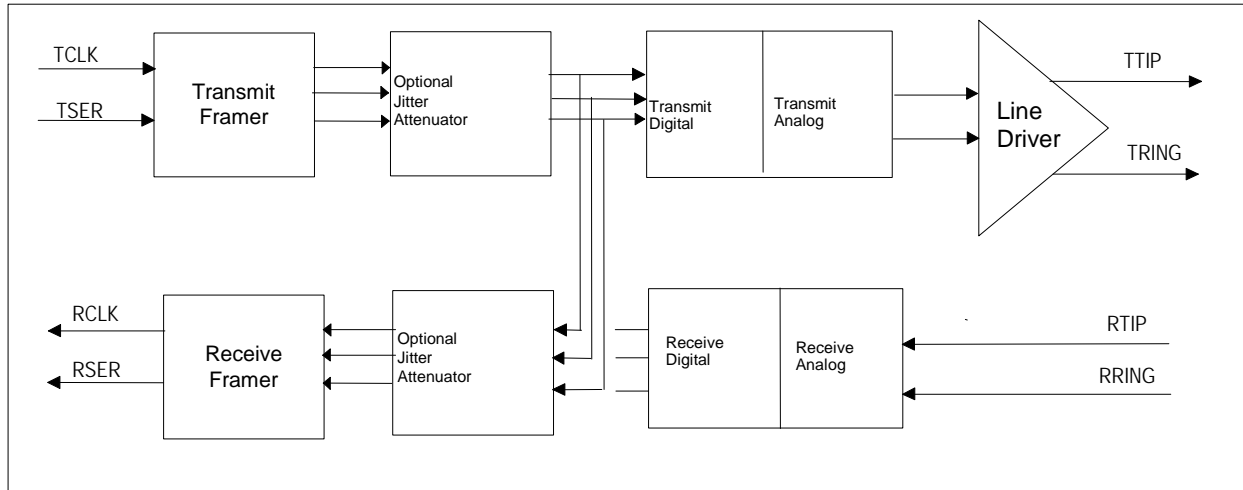 TCLK
TSER
Transmit
Framer
Optional
Jitter
Attenuator
Transmit
Digital
Transmit
Analog
Line
Driver
TTIP
TRING
RCLK
RSER
Receive
Framer
Optional
Jitter
Attenuator
Receive
Digital
Receive
Analog
RTIP
RRING